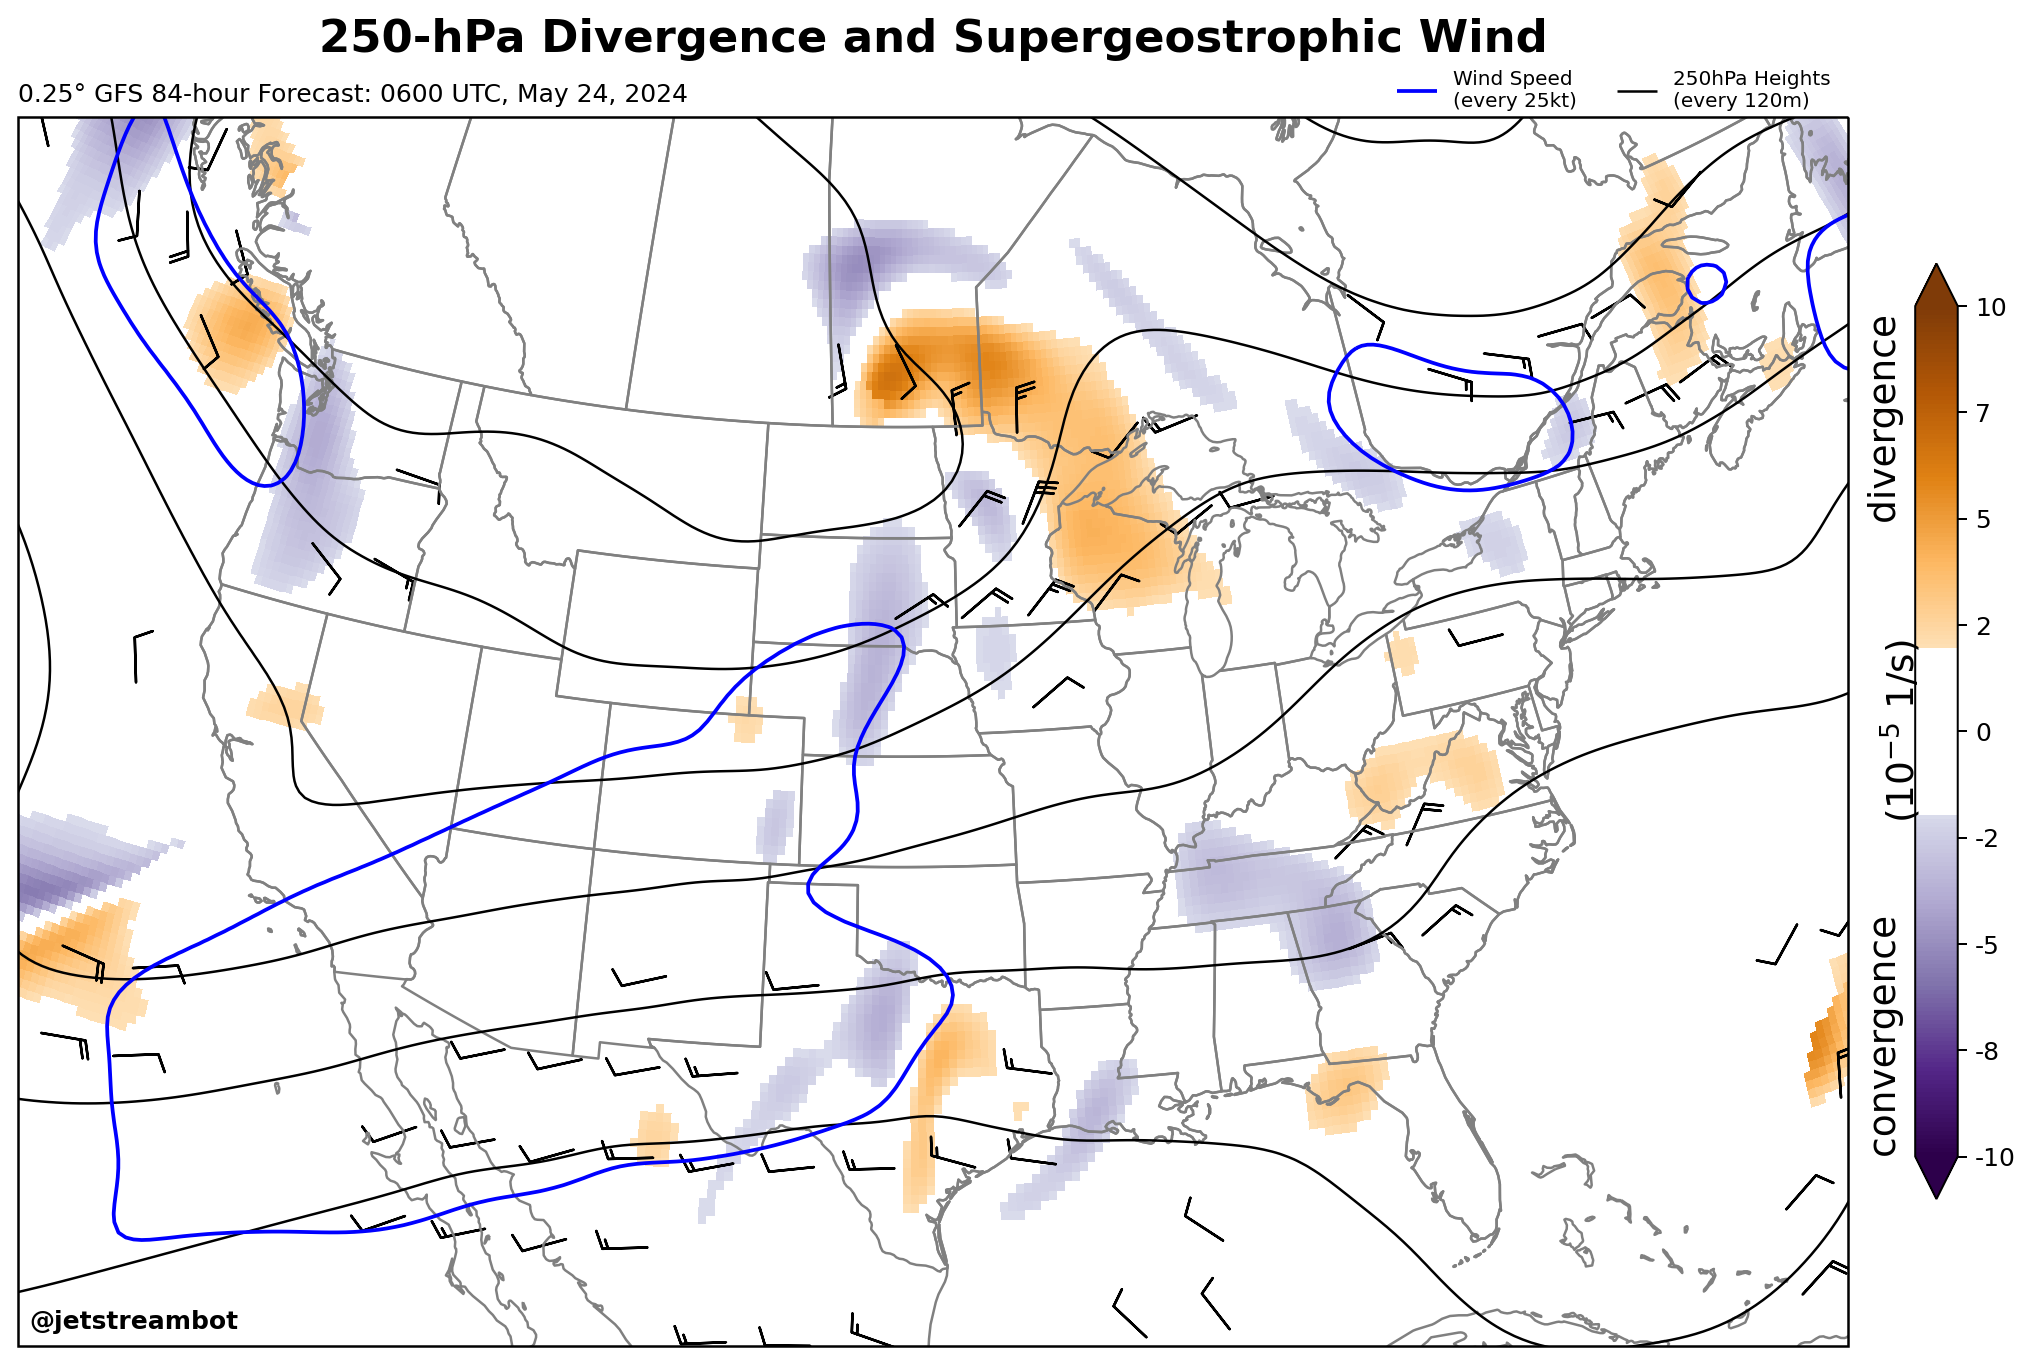 250-hPa Divergence and Supergeostrophic Wind
0.25° GFS 84-hour Forecast: 0600 UTC, May 24, 2024
Wind Speed
(every 25kt)
250hPa Heights
(every 120m)
10
7
5
2
0
-2
-5
-8
-10
convergence (10⁻⁵ 1/s) divergence
@jetstreambot